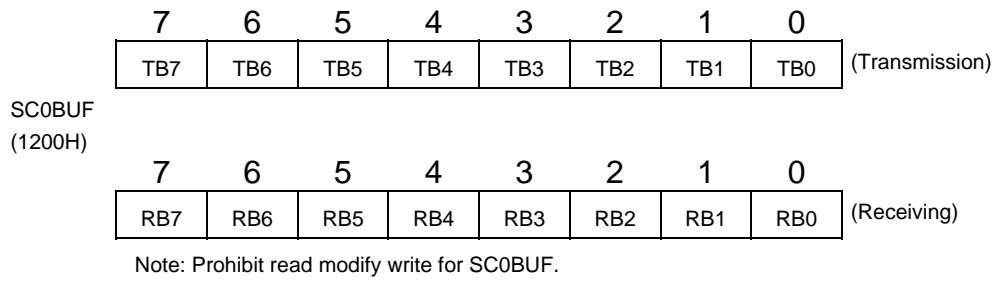 7 6 5 4 3 2 1 0
TB7 TB6 TB5 TB4 TB3 TB2 TB1 TB0 (Transmission)
SC0BUF
(1200H)
7 6 5 4 3 2 1 0
RB7 RB6 RB5 RB4 RB3 RB2 RB1 RB0 (Receiving)
Note: Prohibit read modify write for SC0BUF.